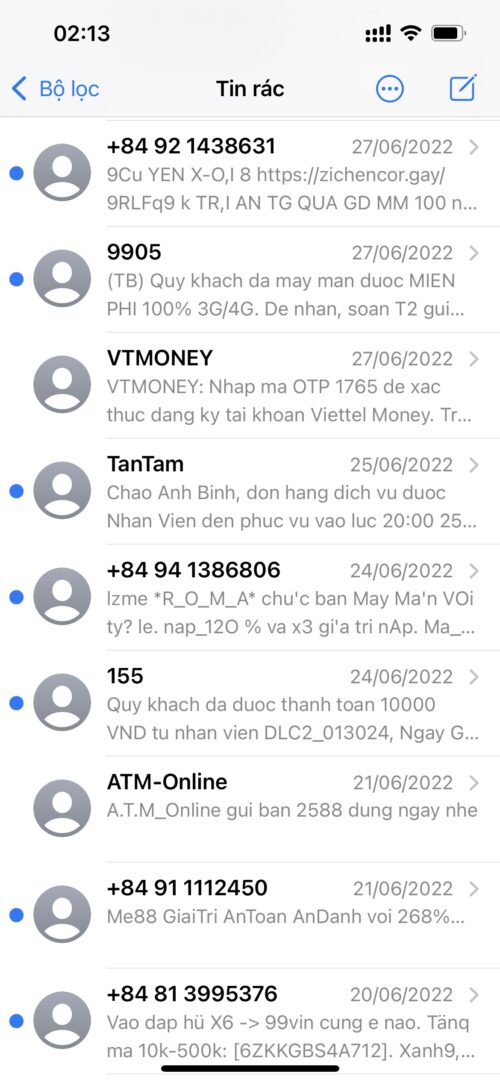 02:13
Bộ lọc
Tin rác
+84 92 1438631
27/06/2022
9Cu YEN X-O,I 8 https://zichencor.gay/
9RLFq9 k TR,I AN TG QUA GD MM 100 n...
9905
27/06/2022
(TB) Quy khach da may man duoc MIEN
PHI 100% 3G/4G. De nhan, soan T2 gui...
VTMONEY
27/06/2022
VTMONEY: Nhap ma OTP 1765 de xac
thuc dang ky tai khoan Viettel Money. Tr...
TanTam
25/06/2022
Chao Anh Binh, don hang dich vu duoc
Nhan Vien den phuc vu vao luc 20:00 25...
+84 94 1386806
24/06/2022
lzme *R_O_M_A* chu'c ban May Ma'n VOi
ty? le. nap_12O % va x3 gi'a tri nAp. Ma_...
155
24/06/2022
Quy khach da duoc thanh toan 10000
VND tu nhan vien DLC2_013024, Ngay G...
ATM-Online
21/06/2022
A.T.M_Online gui ban 2588 dung ngay nhe
+84 91 1112450
21/06/2022
Me88 GiaiTri AnToan AnDanh voi 268%...
+84 81 3995376
20/06/2022
Vao dap hü X6 -> 99vin cung e nao. Tänq
ma 10k-500k: [6ZKKGBS4A712]. Xanh9,...